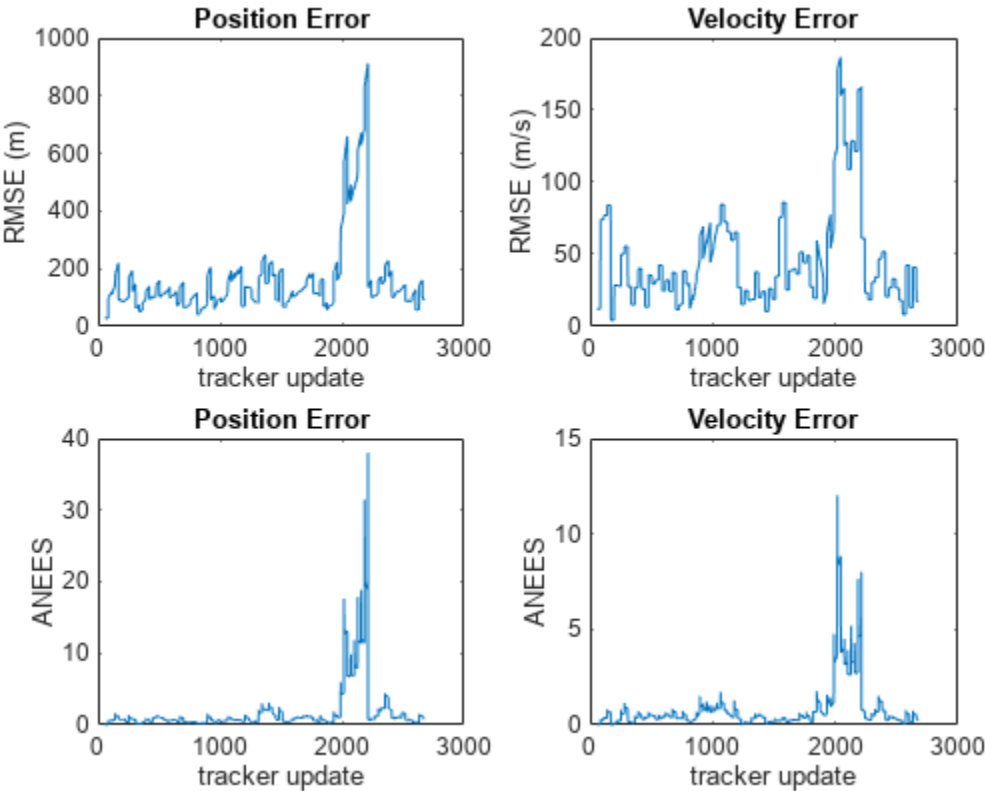 Position Error
1000
800
600
400
200
0
RMSE (m)
0 1000 2000 3000
tracker update
Velocity Error
200
150
100
50
0
RMSE (m/s)
0 1000 2000 3000
tracker update
Position Error
40
30
20
10
0
ANEES
0 1000 2000 3000
tracker update
Velocity Error
15
10
5
0
ANEES
0 1000 2000 3000
tracker update